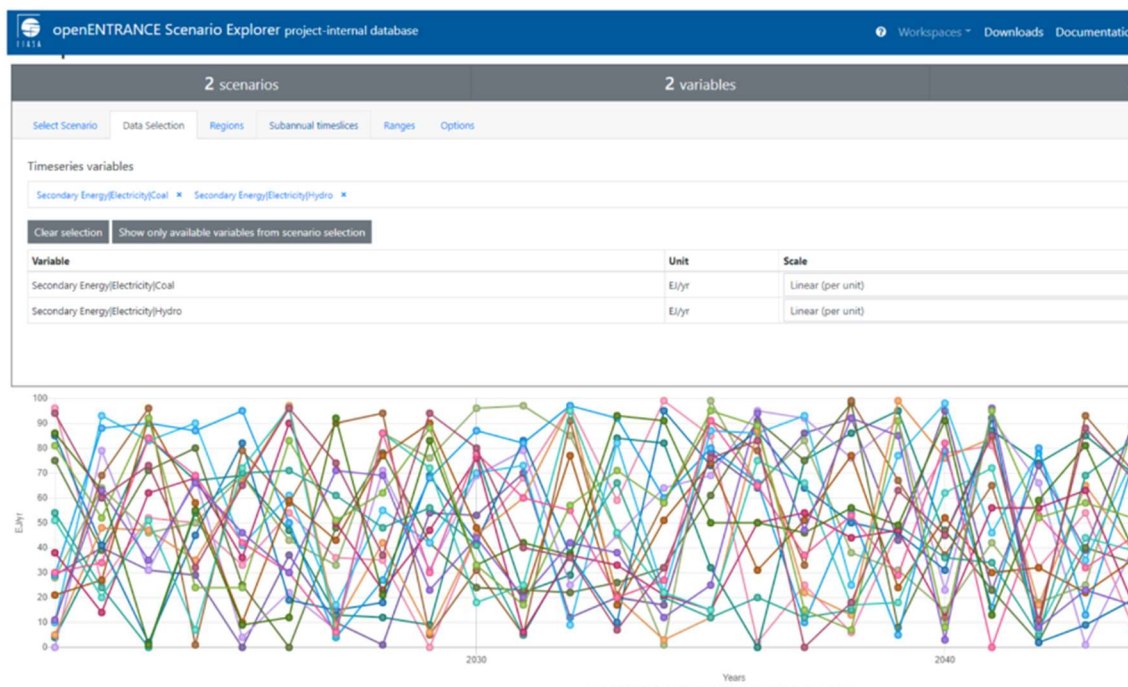 IIASA
openENTRANCE Scenario Explorer project-internal database
Workspaces Downloads Documentatio
2 scenarios 2 variables
Select Scenario Data Selection Regions Subannual timeslices Ranges Options
Timeseries variables
Secondary Energy|Electricity|Coal × Secondary Energy|Electricity|Hydro ×
Clear selection Show only available variables from scenario selection
Variable Unit Scale
Secondary Energy|Electricity|Coal EJ/yr Linear (per unit)
Secondary Energy|Electricity|Hydro EJ/yr Linear (per unit)
100
90
80
70
60
50
40
30
20
10
0
EJ/yr
2030 2040
Years